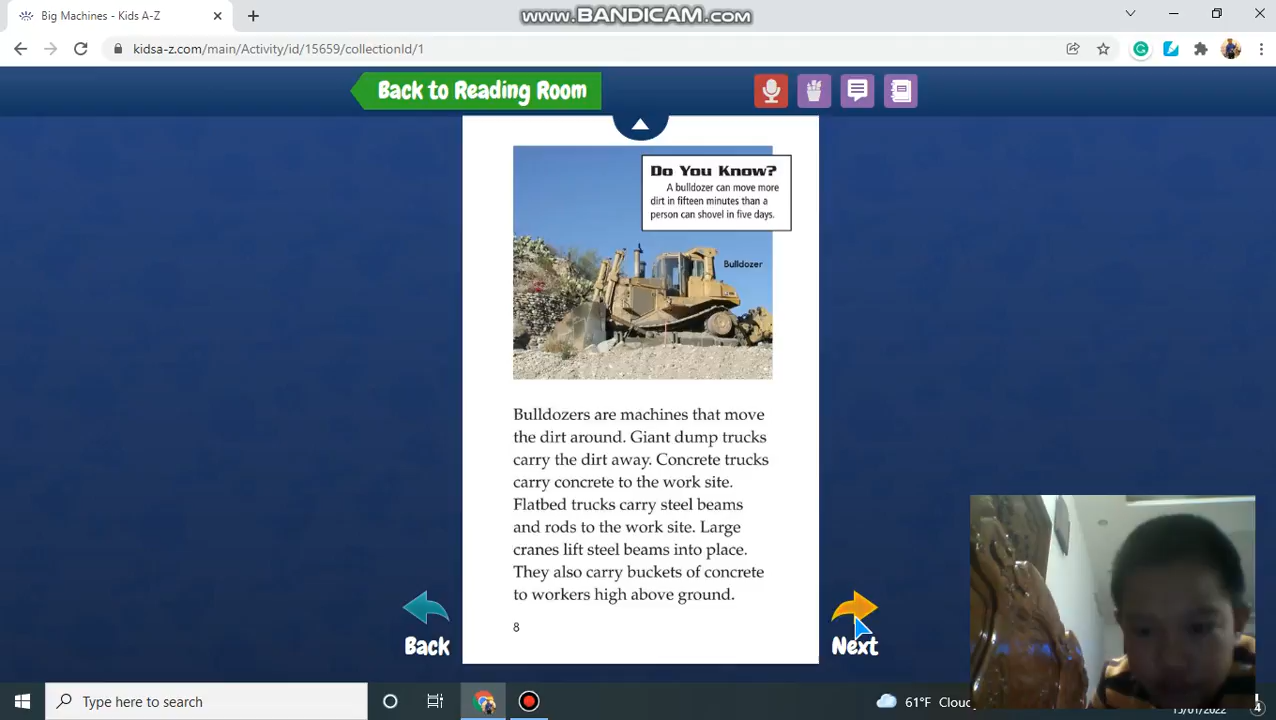 Big Machines - Kids A-Z
www.BANDICAM.com
kidsa-z.com/main/Activity/id/15659/collectionId/1
Back to Reading Room
Do You Know?
A bulldozer can move more
dirt in fifteen minutes than a
person can shovel in five days.
Bulldozer
Bulldozers are machines that move
the dirt around. Giant dump trucks
carry the dirt away. Concrete trucks
carry concrete to the work site.
Flatbed trucks carry steel beams
and rods to the work site. Large
cranes lift steel beams into place.
They also carry buckets of concrete
to workers high above ground.
8
Back
Next
Type here to search
61°F
15/01/2022
4